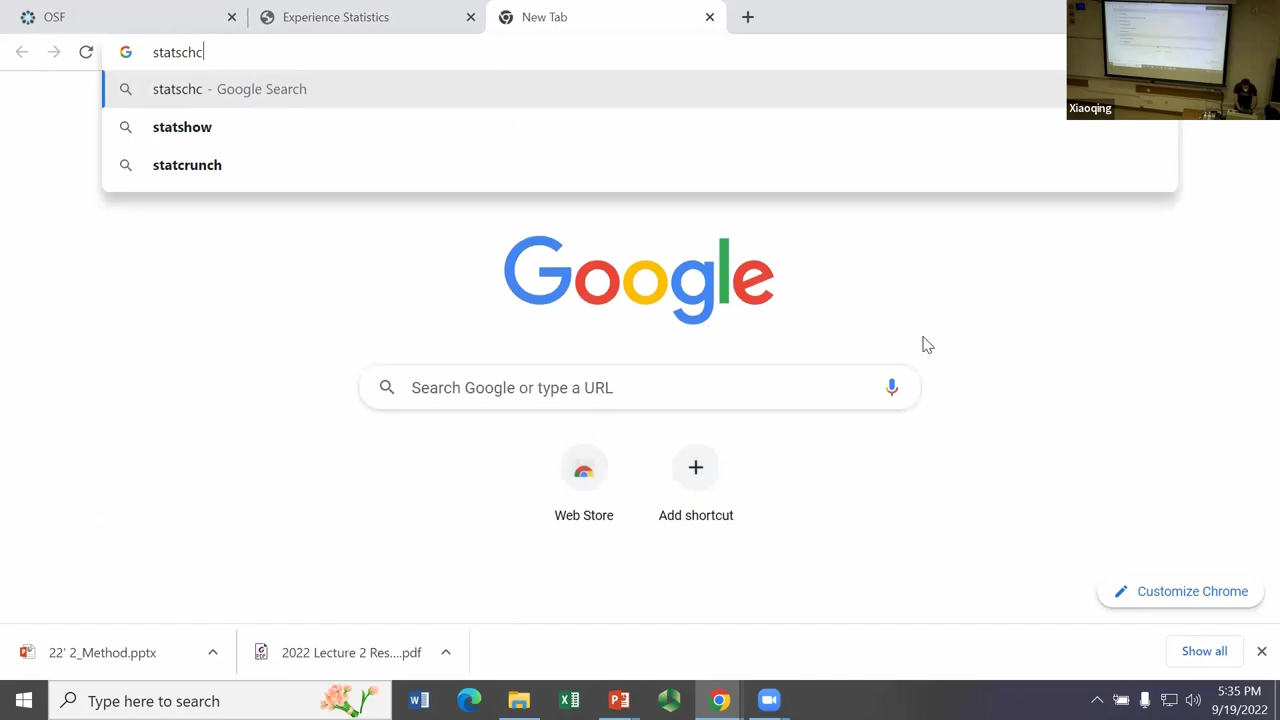 OSF
Experience Statistics
New Tab
statschc
statschc - Google Search
statshow
statcrunch
Xiaoqing
Google
Search Google or type a URL
Web Store
Add shortcut
Customize Chrome
22' 2_Method.pptx
2022 Lecture 2 Res....pdf
Show all
Type here to search
5:35 PM
9/19/2022